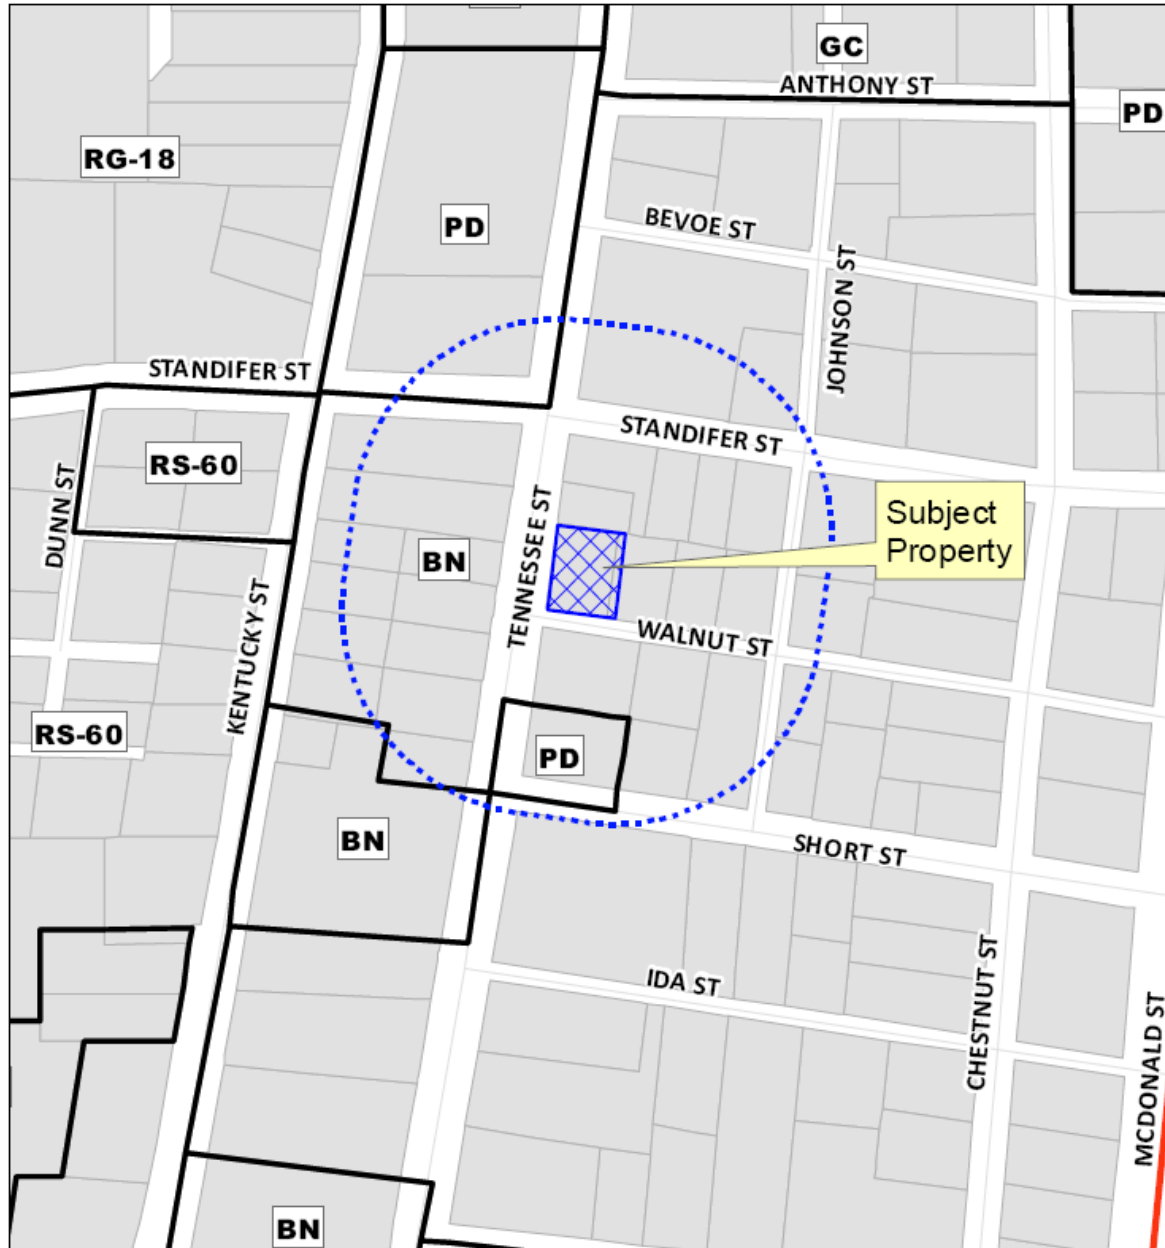 GC
ANTHONY ST
PD
RG-18
PD
BEVOE ST
JOHNSON ST
STANDIFER ST
STANDIFER ST
RS-60
DUNN ST
TENNESSEE ST
Subject
Property
BN
KENTUCKY ST
WALNUT ST
RS-60
PD
BN
SHORT ST
IDA ST
CHESTNUT ST
MCDONALD ST
BN